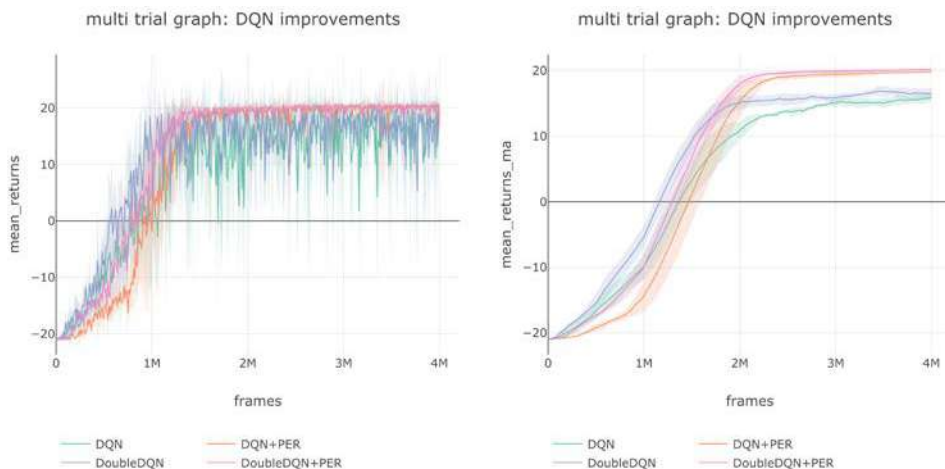 multi trial graph: DQN improvements
mean_returns
20
10
0
−10
−20
0
1M
2M
3M
4M
frames
DQN
DQN+PER
DoubleDQN
DoubleDQN+PER
multi trial graph: DQN improvements
mean_returns_ma
20
10
0
−10
−20
0
1M
2M
3M
4M
frames
DQN
DQN+PER
DoubleDQN
DoubleDQN+PER